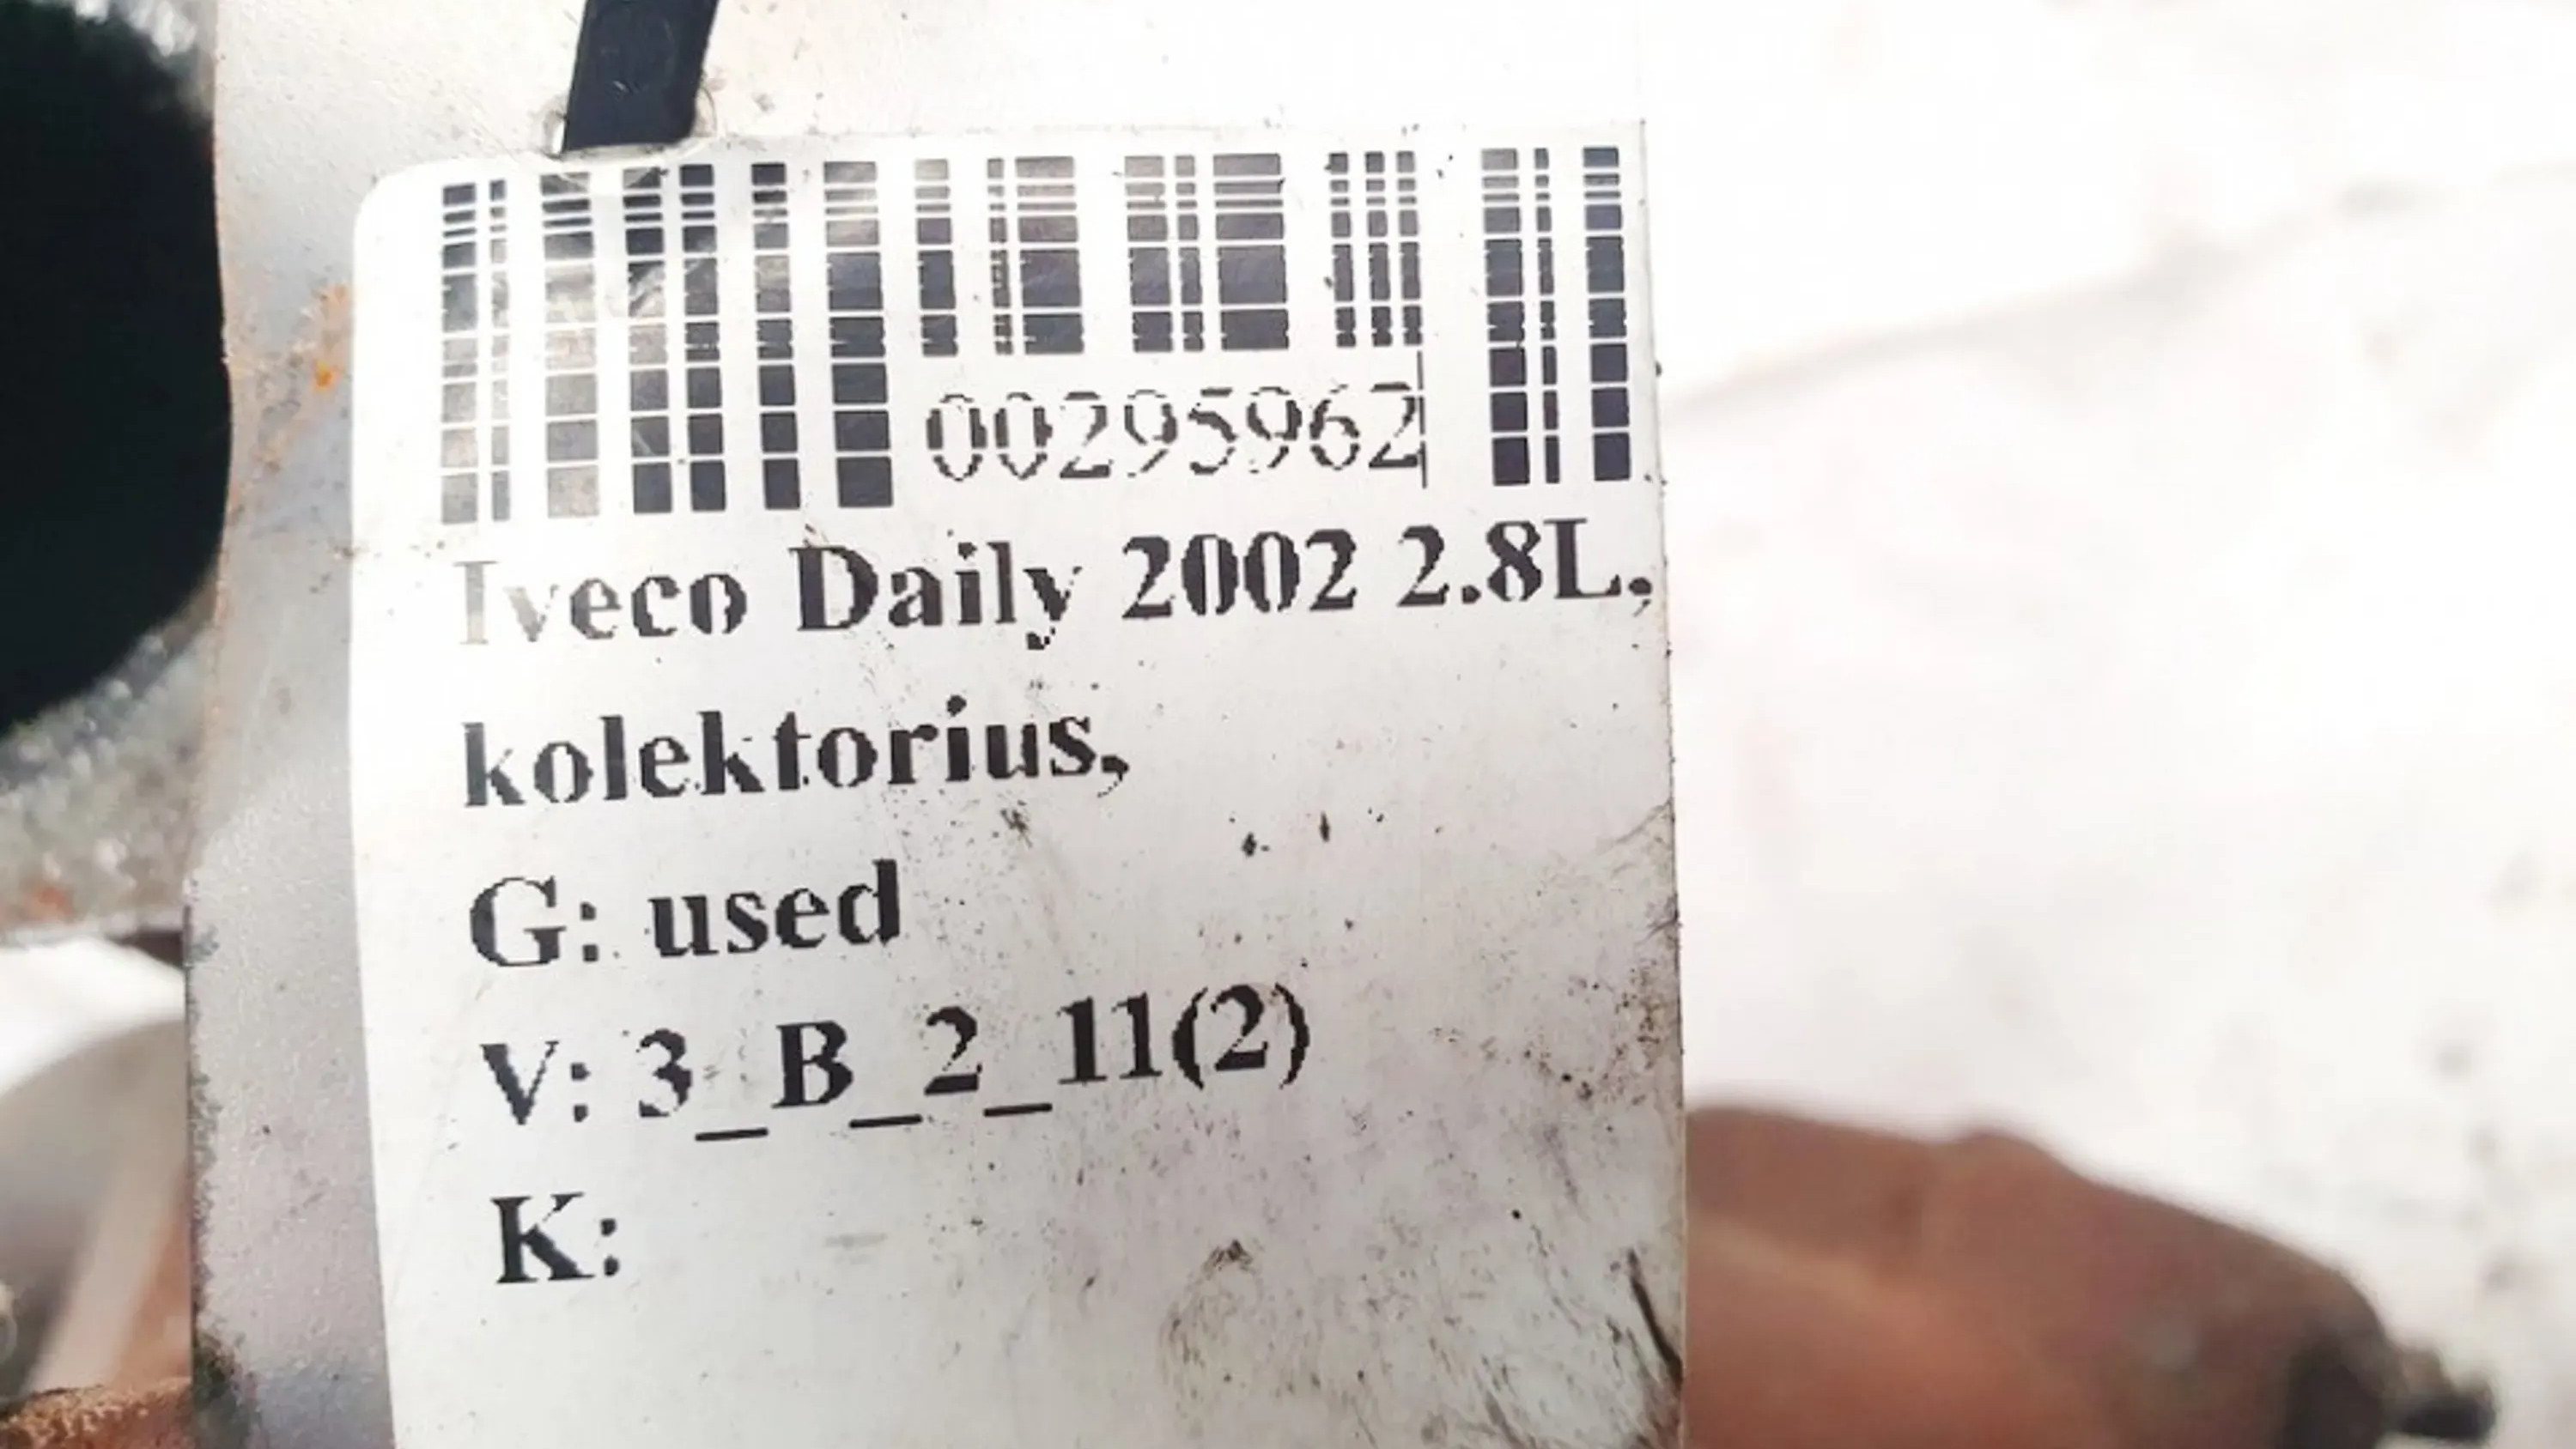 00295962
Iveco Daily 2002 2.8L,
kolektorius,
G: used
V: 3_B_2_11(2)
K: